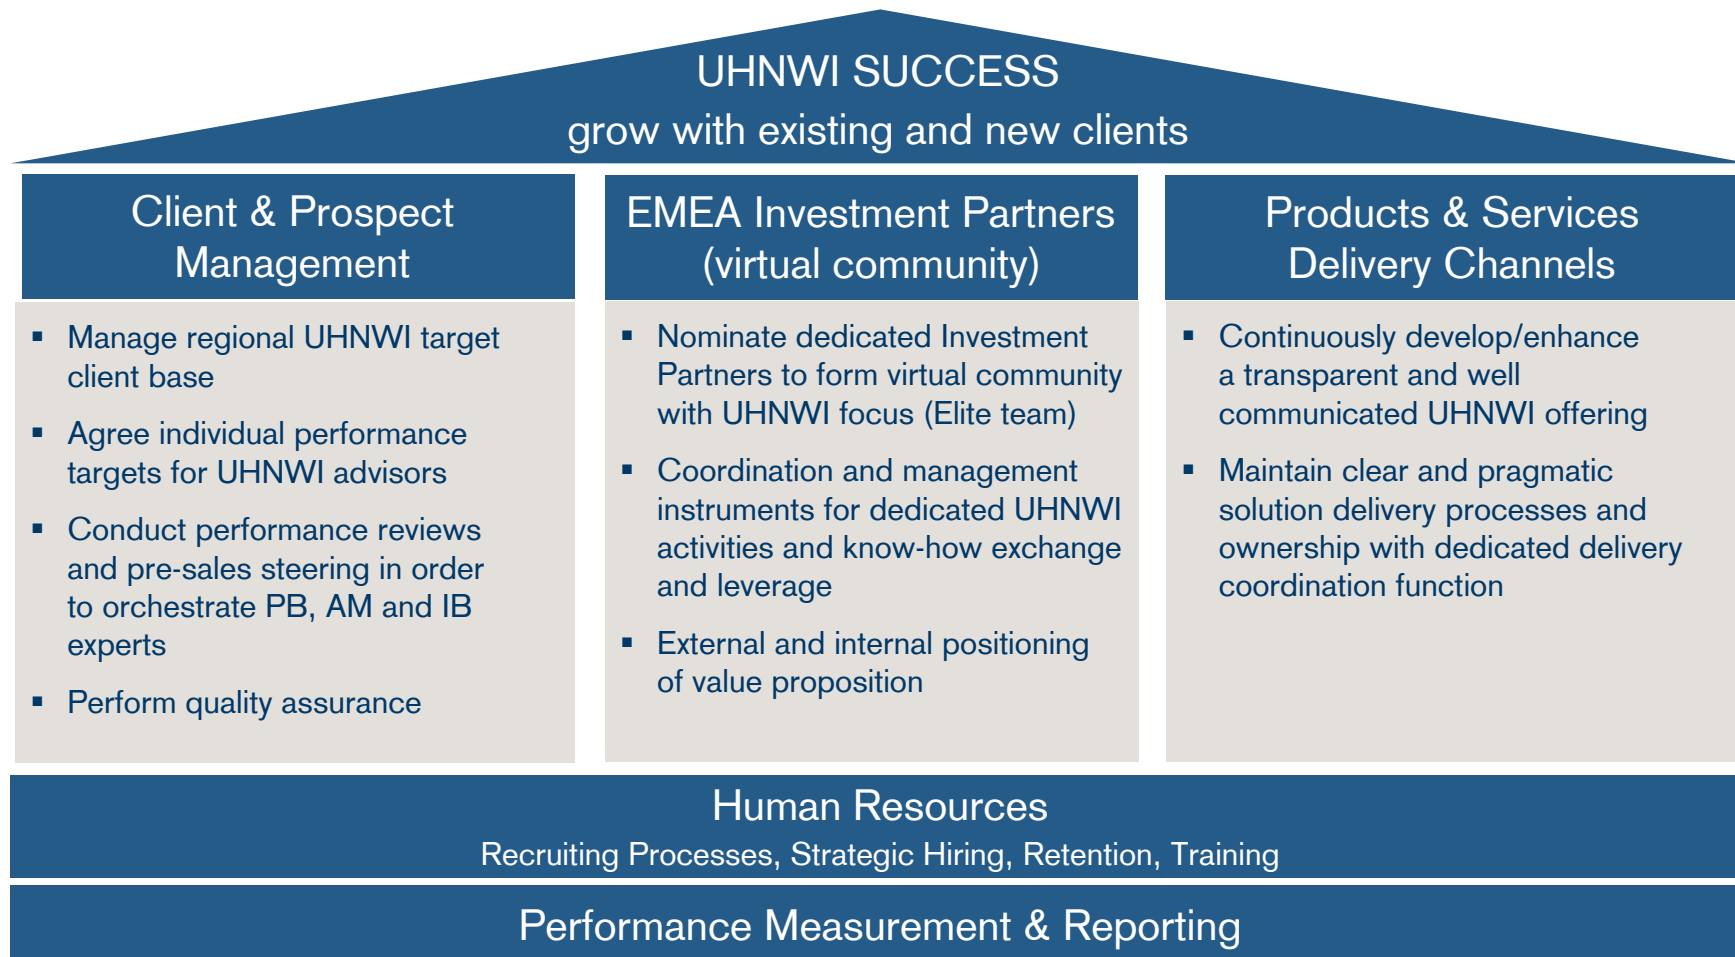 UHNWI SUCCESS
grow with existing and new clients
Client & Prospect
Management
▪ Manage regional UHNWI target
client base
▪ Agree individual performance
targets for UHNWI advisors
▪ Conduct performance reviews
and pre-sales steering in order
to orchestrate PB, AM and IB
experts
▪ Perform quality assurance
EMEA Investment Partners
(virtual community)
▪ Nominate dedicated Investment
Partners to form virtual community
with UHNWI focus (Elite team)
▪ Coordination and management
instruments for dedicated UHNWI
activities and know-how exchange
and leverage
▪ External and internal positioning
of value proposition
Products & Services
Delivery Channels
▪ Continuously develop/enhance
a transparent and well
communicated UHNWI offering
▪ Maintain clear and pragmatic
solution delivery processes and
ownership with dedicated delivery
coordination function
Human Resources
Recruiting Processes, Strategic Hiring, Retention, Training
Performance Measurement & Reporting